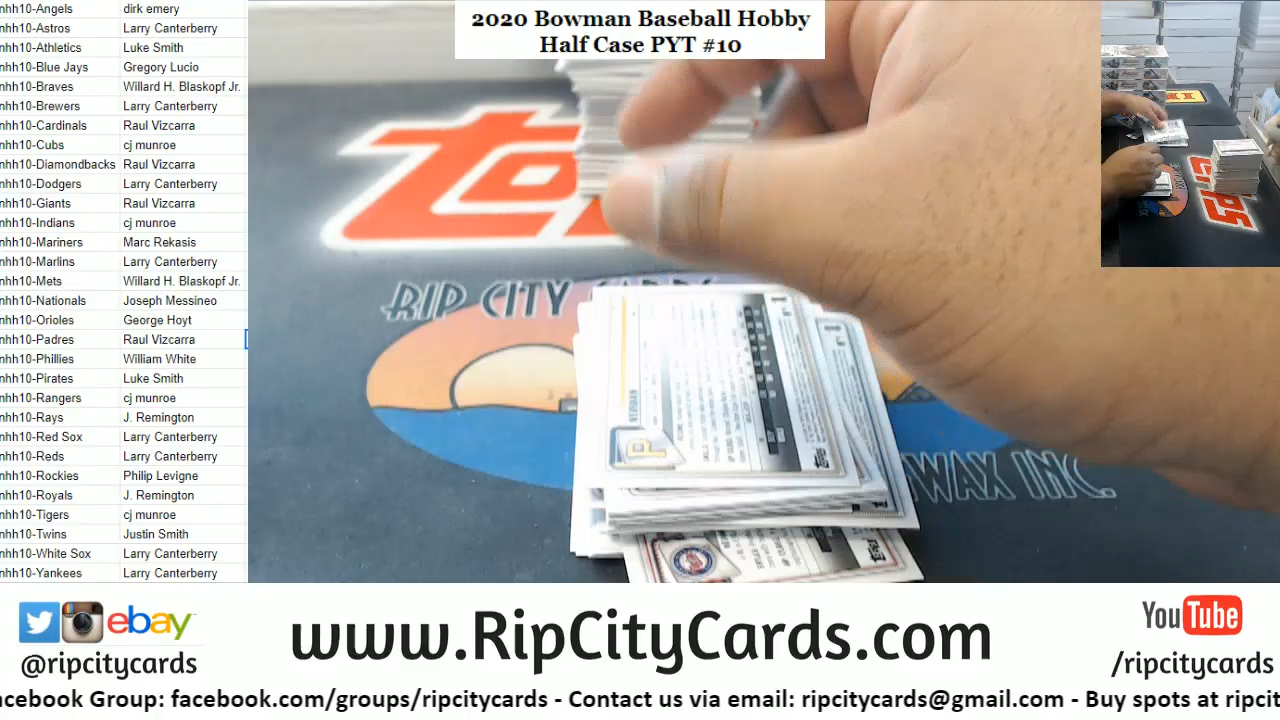 2020 Bowman Baseball Hobby
Half Case PYT #10
nhh10-Angels dirk emery
nhh10-Astros Larry Canterberry
nhh10-Athletics Luke Smith
nhh10-Blue Jays Gregory Lucio
nhh10-Braves Willard H. Blaskopf Jr.
nhh10-Brewers Larry Canterberry
nhh10-Cardinals Raul Vizcarra
nhh10-Cubs cj munroe
nhh10-Diamondbacks Raul Vizcarra
nhh10-Dodgers Larry Canterberry
nhh10-Giants Raul Vizcarra
nhh10-Indians cj munroe
nhh10-Mariners Marc Rekasis
nhh10-Marlins Larry Canterberry
nhh10-Mets Willard H. Blaskopf Jr.
nhh10-Nationals Joseph Messineo
nhh10-Orioles George Hoyt
nhh10-Padres Raul Vizcarra
nhh10-Phillies William White
nhh10-Pirates Luke Smith
nhh10-Rangers cj munroe
nhh10-Rays J. Remington
nhh10-Red Sox Larry Canterberry
nhh10-Reds Larry Canterberry
nhh10-Rockies Philip Levigne
nhh10-Royals J. Remington
nhh10-Tigers cj munroe
nhh10-Twins Justin Smith
nhh10-White Sox Larry Canterberry
nhh10-Yankees Larry Canterberry
RIP CITY CARDS
WAX INC.
topps
ebay
@ripcitycards
www.RipCityCards.com
YouTube
/ripcitycards
acebook Group: facebook.com/groups/ripcitycards - Contact us via email: ripcitycards@gmail.com - Buy spots at ripcit